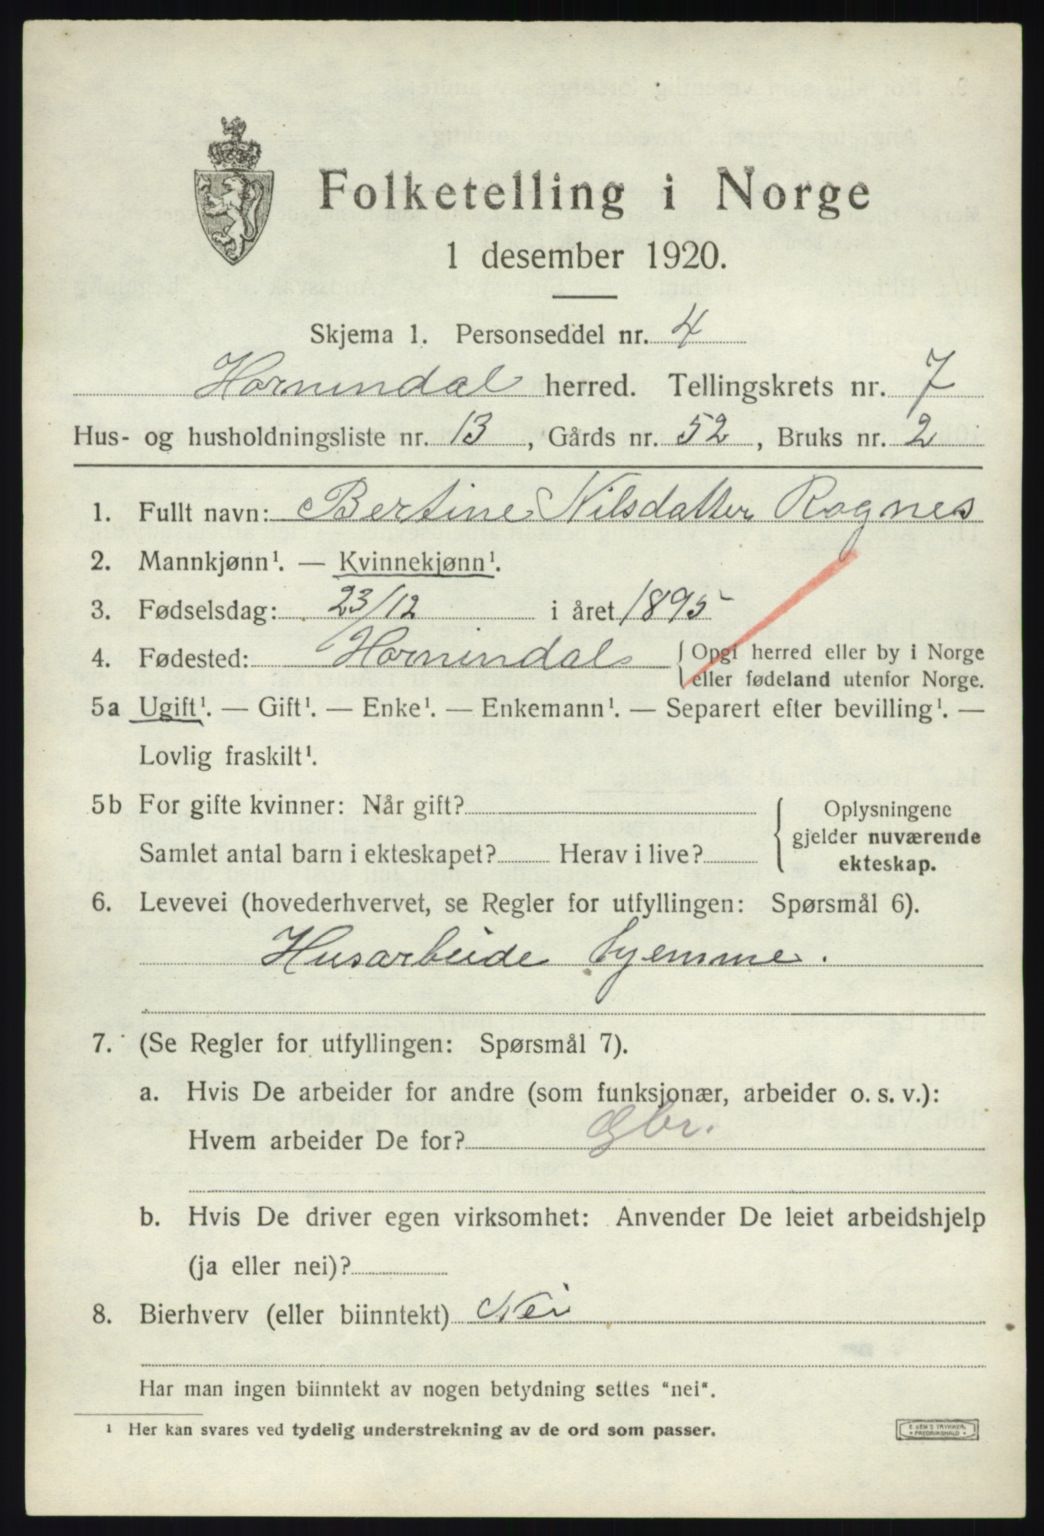 Folketelling i Norge
1 desember 1920.
Skjema 1. Personseddel nr. 4
Hornindal herred. Tellingskrets nr. 7
Hus- og husholdningsliste nr. 13, Gårds nr. 52, Bruks nr. 2
1. Fullt navn: Bertine Nilsdatter Rognes
2. Mannkjønn¹. — Kvinnekjønn¹.
3. Fødselsdag: 23/12 i året 1895
4. Fødested: Hornindal { Opgi herred eller by i Norge
eller fødeland utenfor Norge.
5a Ugift¹. — Gift¹. — Enke¹. — Enkemann¹. — Separert efter bevilling¹. —
Lovlig fraskilt¹.
5b For gifte kvinner: Når gift?
Samlet antal barn i ekteskapet? Herav i live?
{ Oplysningene
gjelder nuværende
ekteskap.
6. Levevei (hovederhvervet, se Regler for utfyllingen: Spørsmål 6).
Husarbeide hjemme.
7. (Se Regler for utfyllingen: Spørsmål 7).
a. Hvis De arbeider for andre (som funksjonær, arbeider o. s. v.):
Hvem arbeider De for? Gbr.
b. Hvis De driver egen virksomhet: Anvender De leiet arbeidshjelp
(ja eller nei)?
8. Bierhverv (eller biinntekt) Nei
Har man ingen biinntekt av nogen betydning settes "nei".
¹ Her kan svares ved tydelig understrekning av de ord som passer.